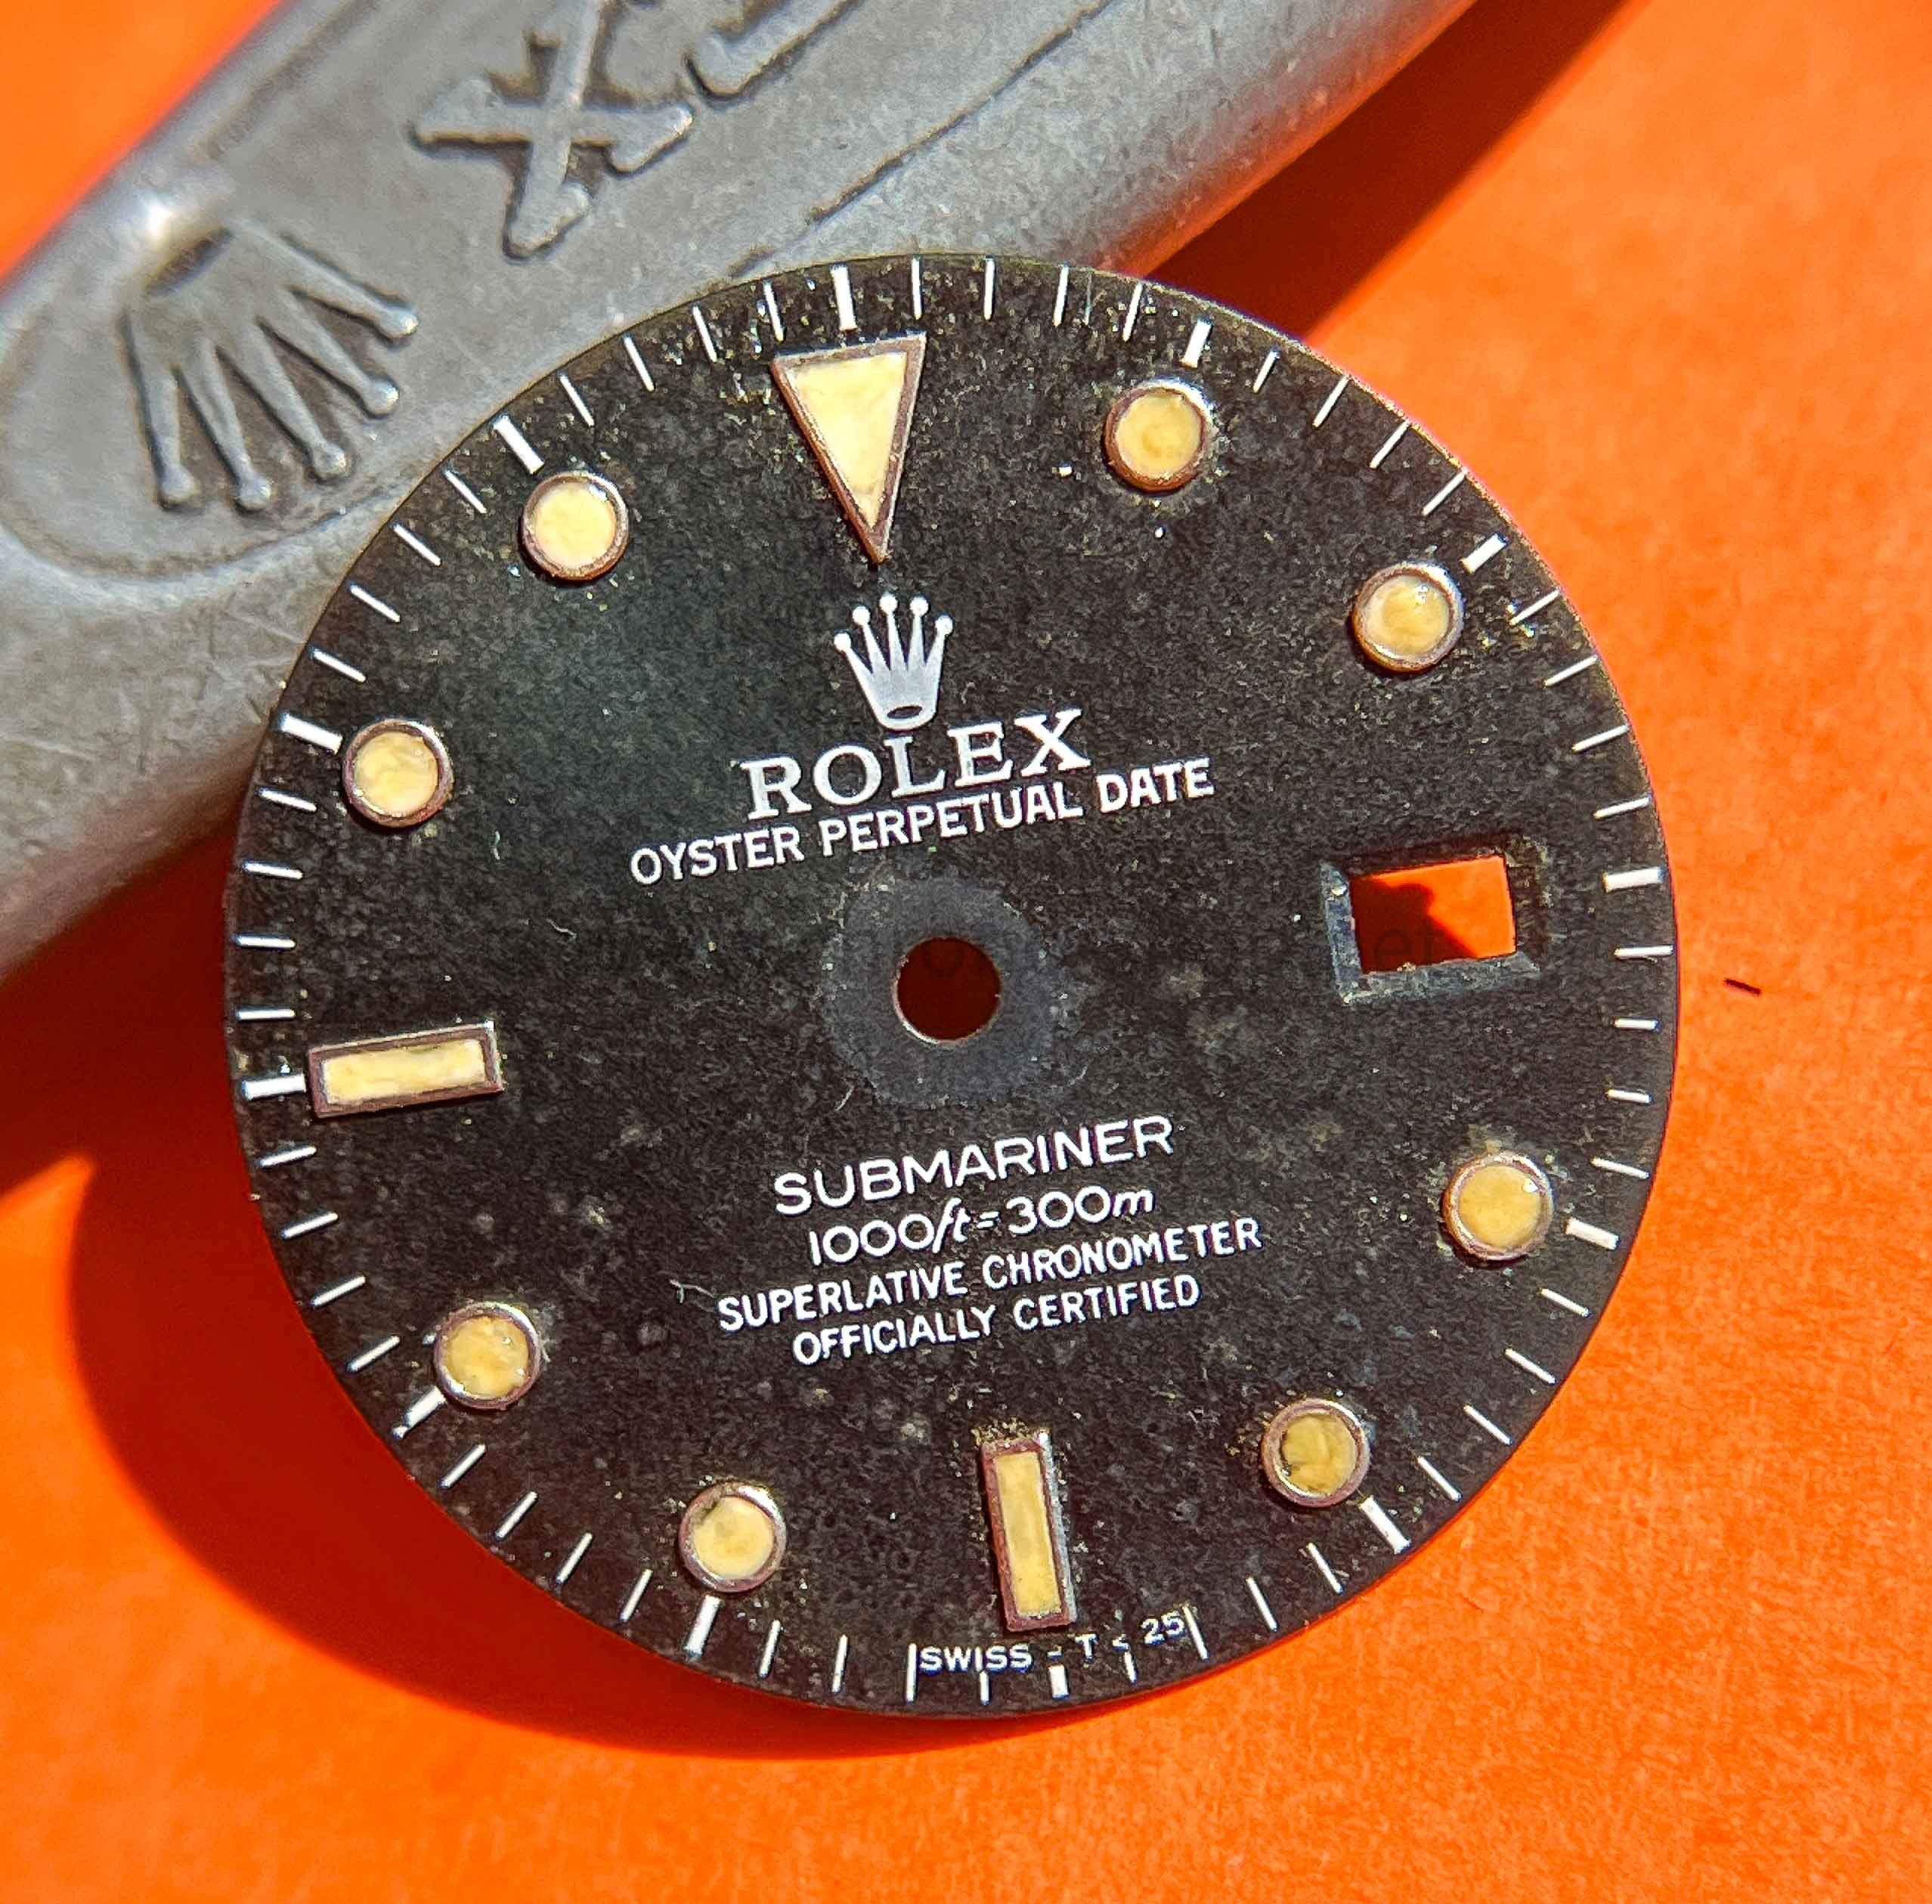 ROLEX
OYSTER PERPETUAL DATE
SUBMARINER
1000ft=300m
SUPERLATIVE CHRONOMETER
OFFICIALLY CERTIFIED
SWISS - T < 25